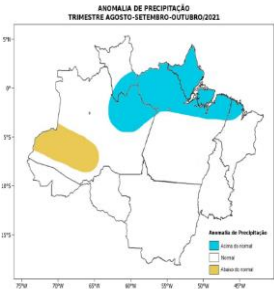 ANOMALIA DE PRECIPITAÇÃO
TRIMESTRE AGOSTO-SETEMBRO-OUTUBRO/2021
5°N
0°
5°S
10°S
15°S
75°W 70°W 65°W 60°W 55°W 50°W 45°W
Anomalia de Precipitação
Acima do normal
Normal
Abaixo do normal